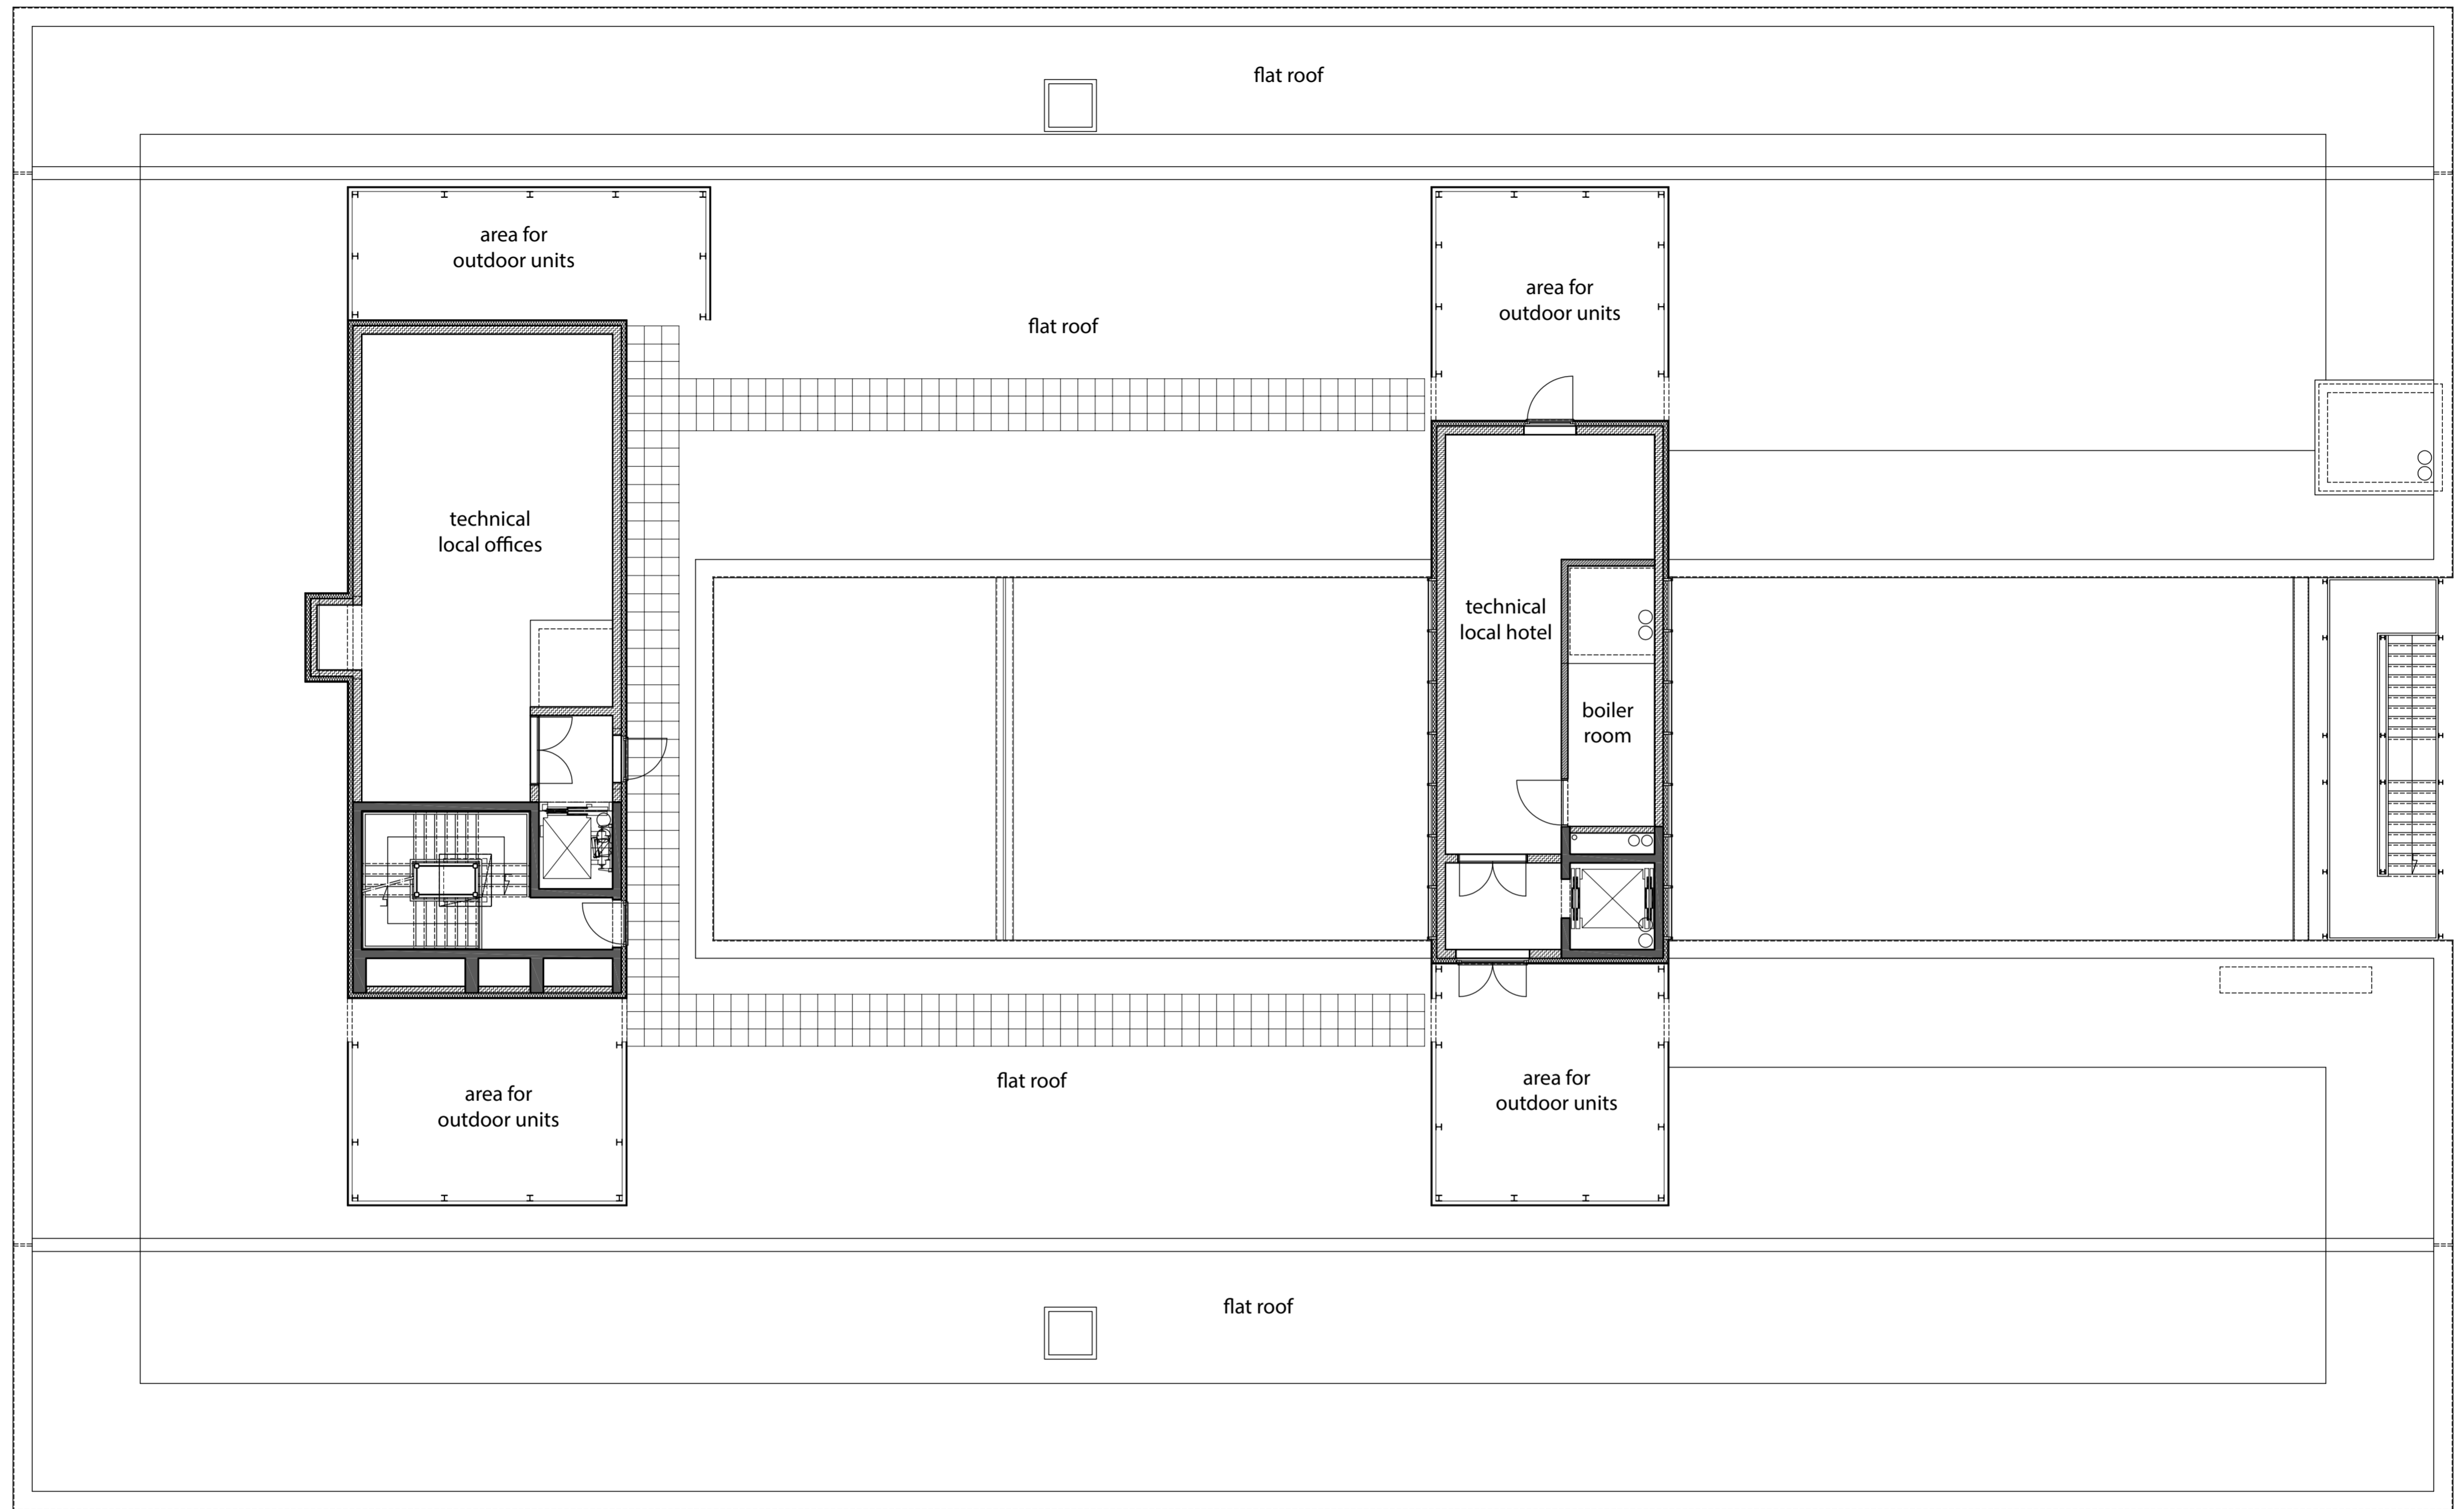 flat roof
area for
outdoor units
area for
outdoor units
flat roof
technical
local offices
technical
local hotel
boiler
room
area for
outdoor units
flat roof
area for
outdoor units
flat roof